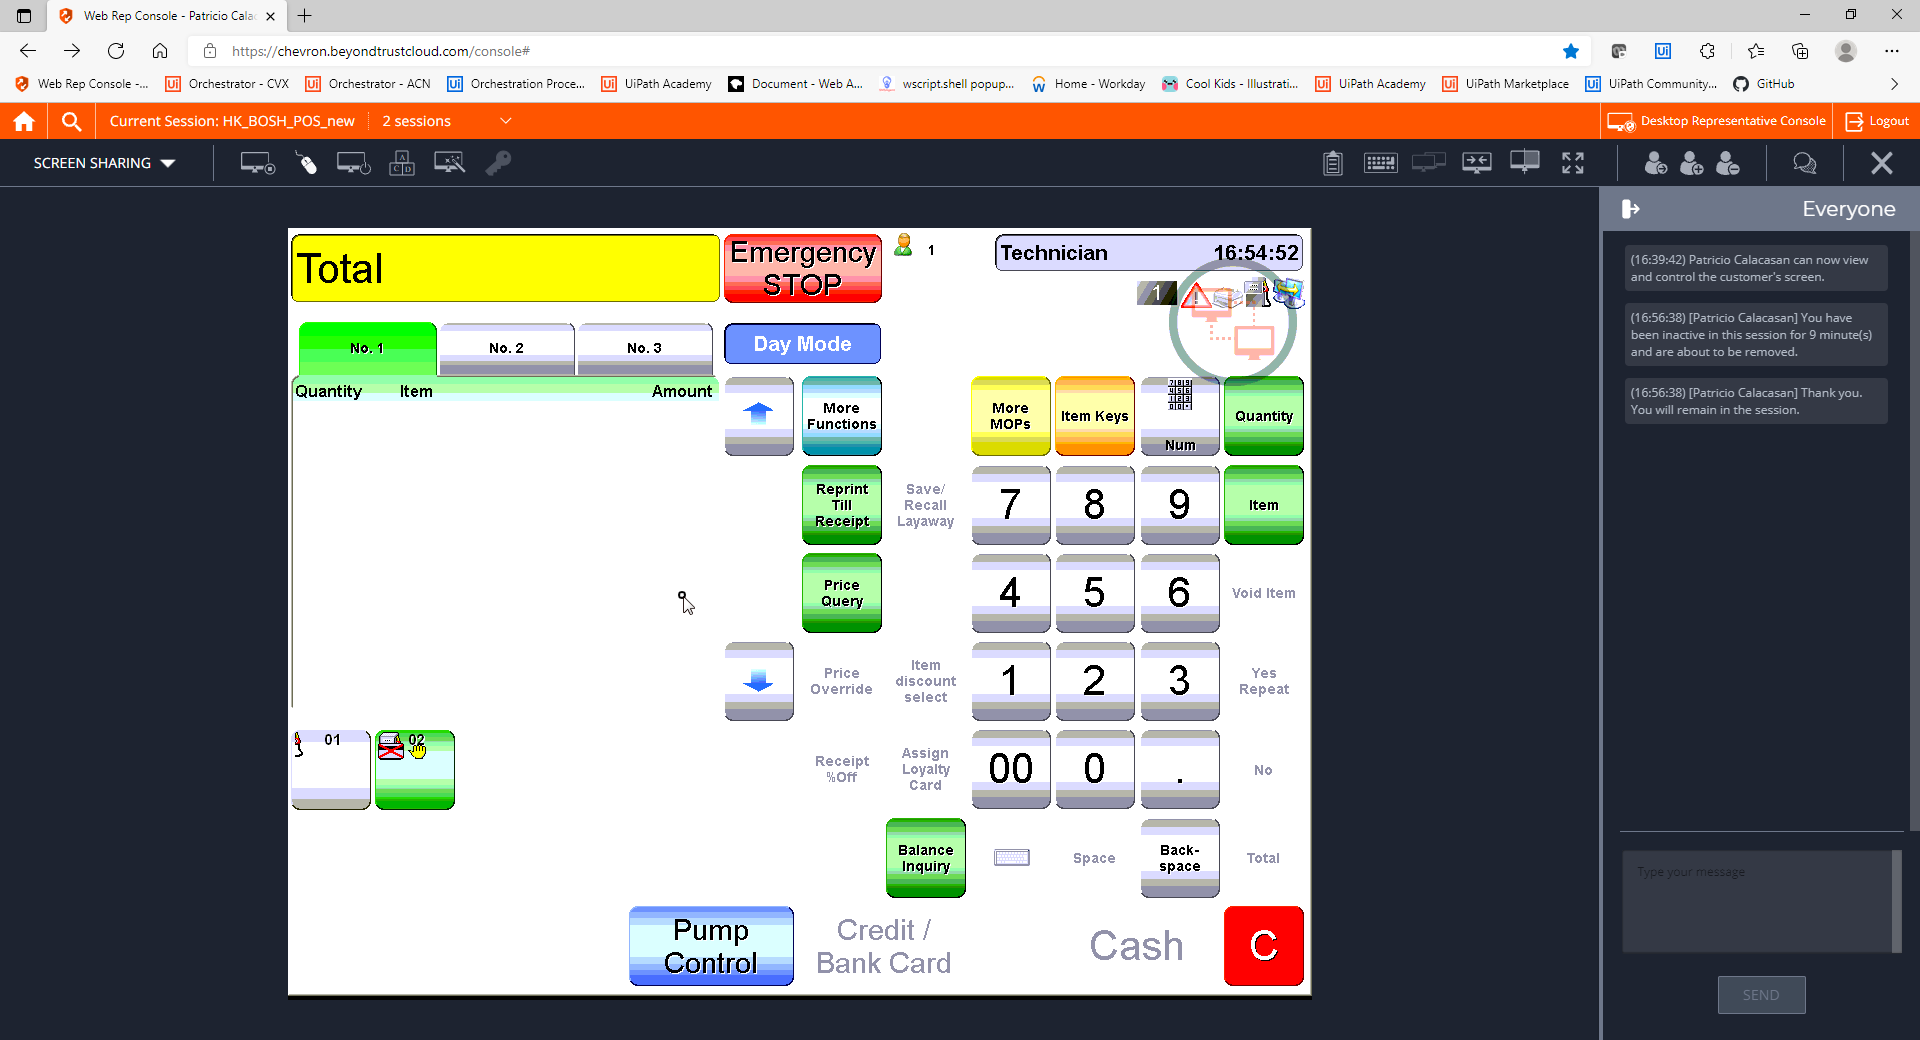 Web Rep Console - Patricio Cala
https://chevron.beyondtrustcloud.com/console#
Web Rep Console -...
Orchestrator - CVX
Orchestrator - ACN
Orchestration Proce...
UiPath Academy
Document - Web A...
wscript.shell popup...
Home - Workday
Cool Kids - Illustrati...
UiPath Academy
UiPath Marketplace
UiPath Community...
GitHub
Current Session: HK_BOSH_POS_new
2 sessions
Desktop Representative Console
Logout
SCREEN SHARING
Everyone
(16:39:42) Patricio Calacasan can now view
and control the customer's screen.
(16:56:38) [Patricio Calacasan] You have
been inactive in this session for 9 minute(s)
and are about to be removed.
(16:56:38) [Patricio Calacasan] Thank you.
You will remain in the session.
Type your message
SEND
Total
Emergency
STOP
1
Technician
16:54:52
1
No. 1
No. 2
No. 3
Day Mode
Quantity
Item
Amount
More
Functions
More
MOPs
Item Keys
Num
Quantity
Reprint
Till
Receipt
Save/
Recall
Layaway
7
8
9
Item
Price
Query
4
5
6
Void Item
Price
Override
Item
discount
select
1
2
3
Yes
Repeat
01
02
Receipt
%Off
Assign
Loyalty
Card
00
0
.
No
Balance
Inquiry
Space
Back-
space
Total
Pump
Control
Credit /
Bank Card
Cash
C